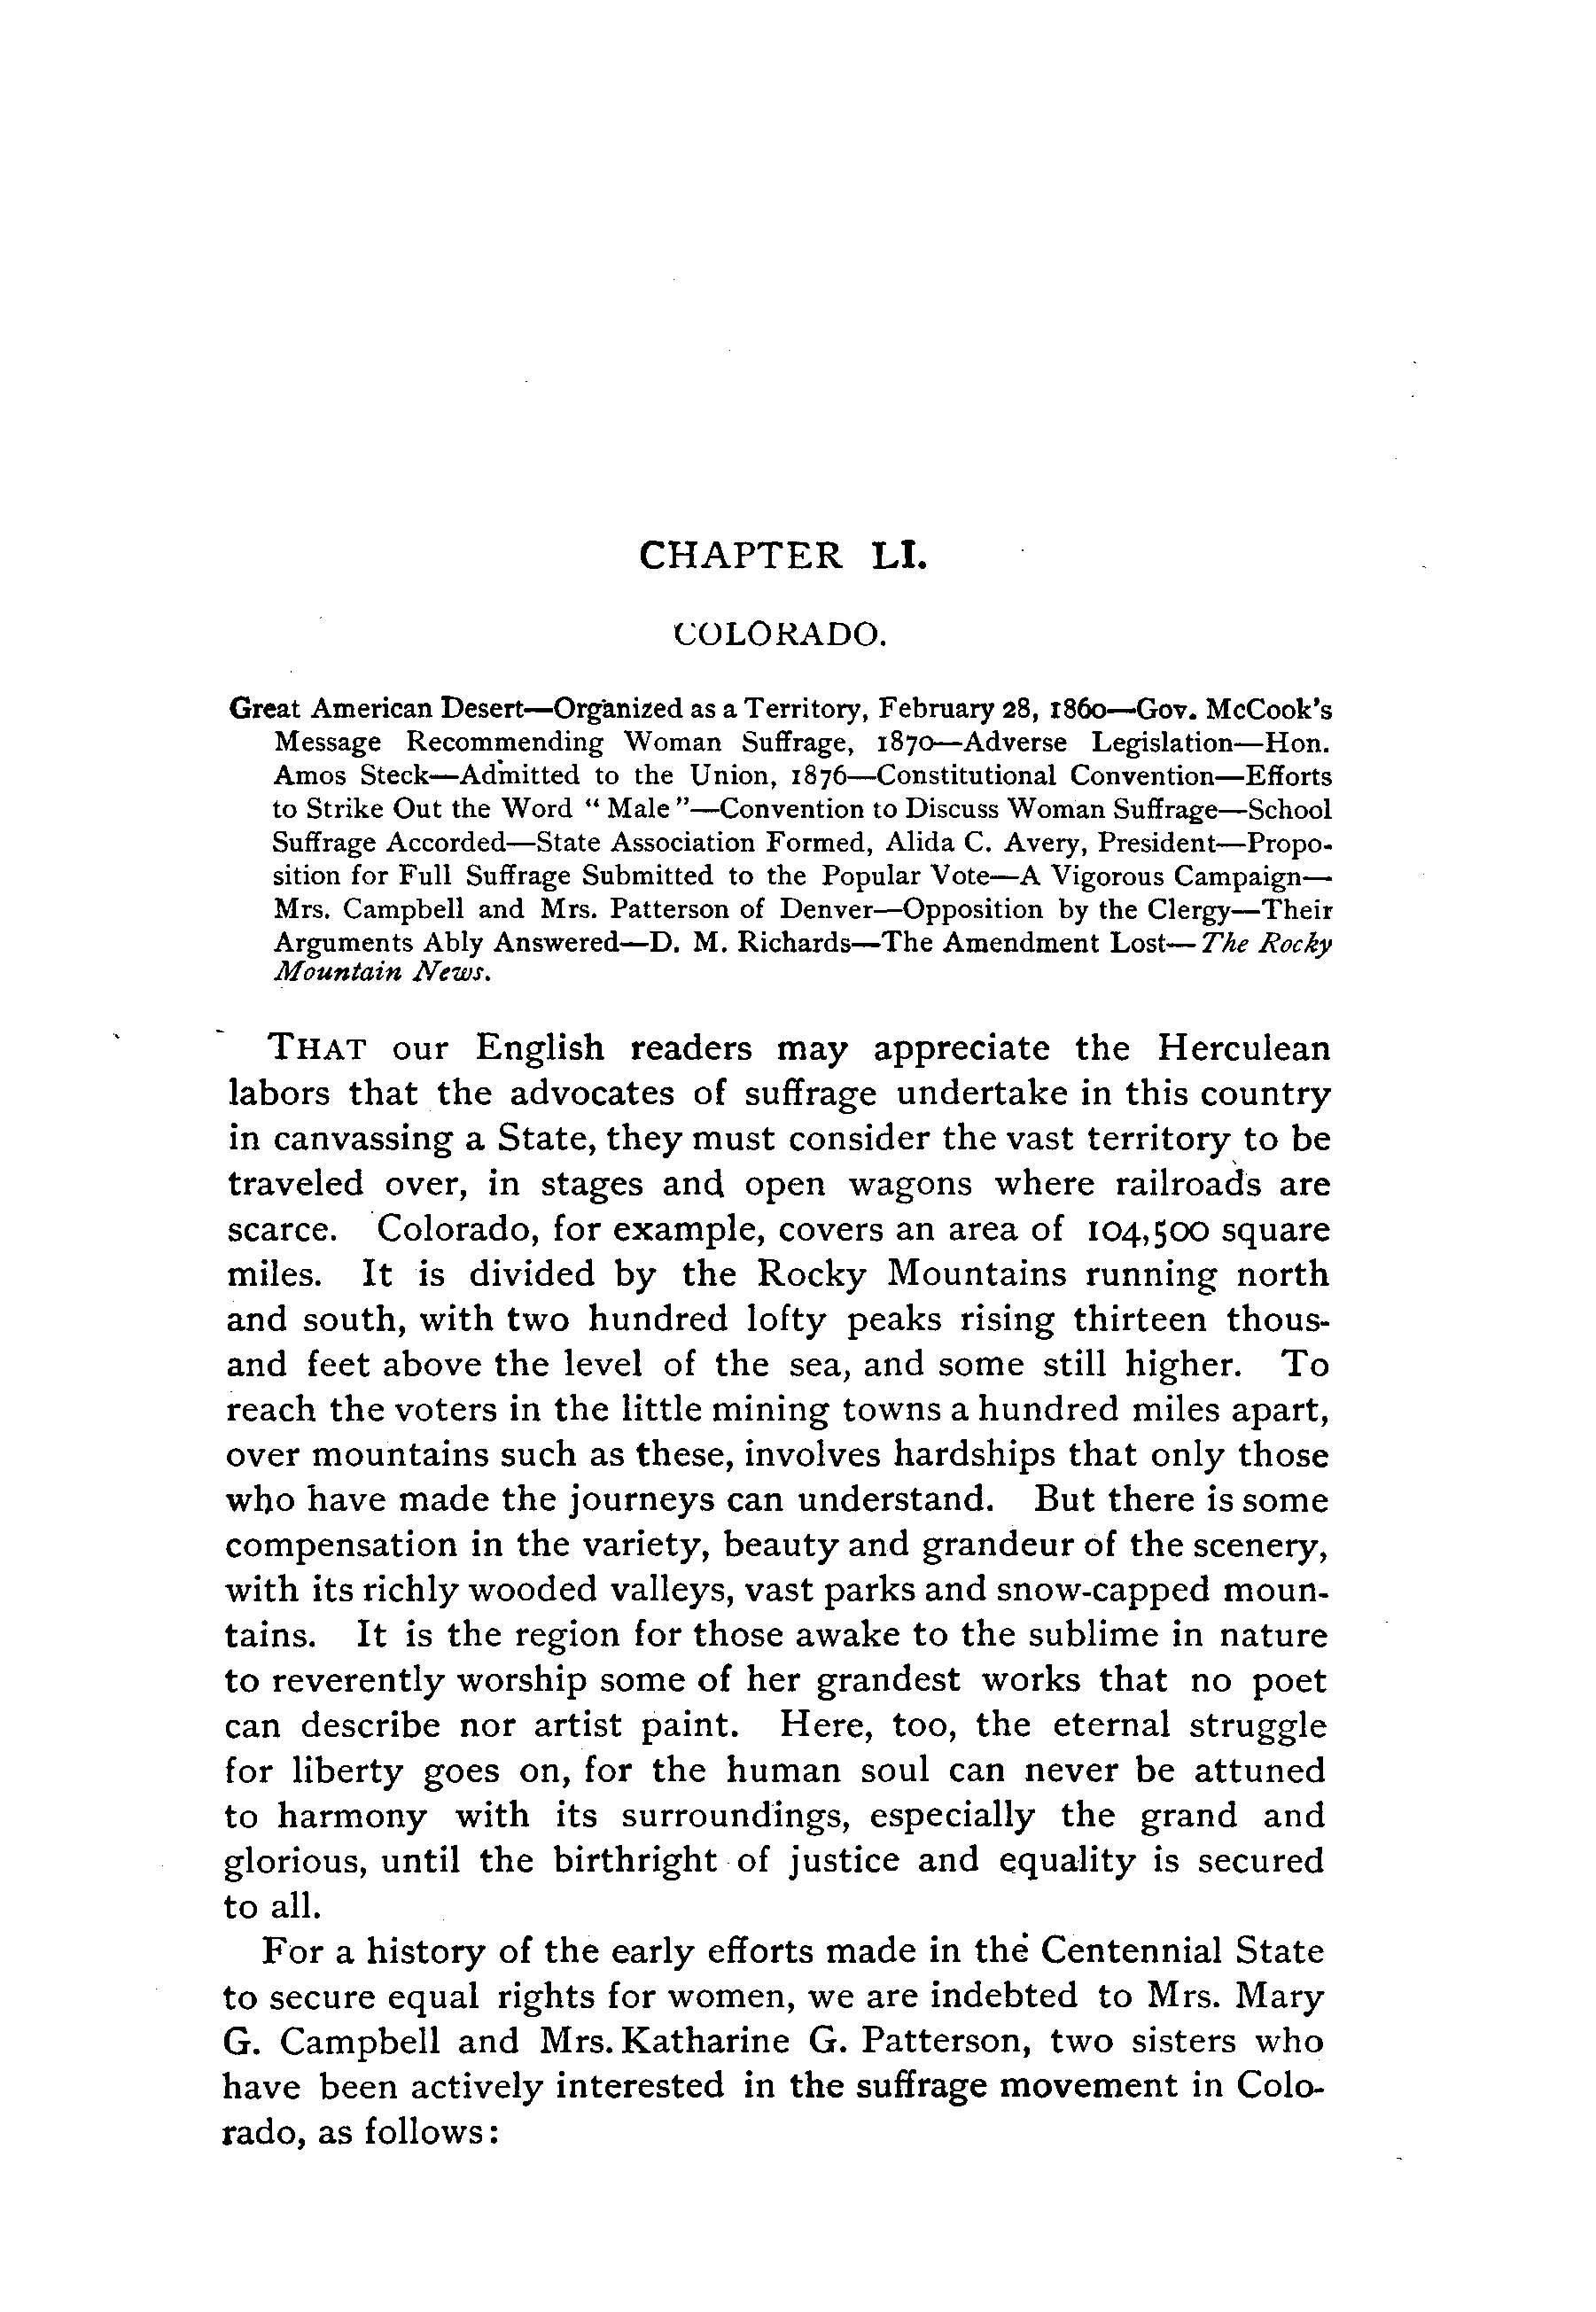 CHAPTER LI.
COLORADO.
Great American Desert—Organized as a Territory, February 28, 1860—Gov. McCook's
Message Recommending Woman Suffrage, 1870—Adverse Legislation—Hon.
Amos Steck—Admitted to the Union, 1876—Constitutional Convention—Efforts
to Strike Out the Word “ Male ”—Convention to Discuss Woman Suffrage—School
Suffrage Accorded—State Association Formed, Alida C. Avery, President—Propo-
sition for Full Suffrage Submitted to the Popular Vote—A Vigorous Campaign—
Mrs. Campbell and Mrs. Patterson of Denver—Opposition by the Clergy—Their
Arguments Ably Answered—D. M. Richards—The Amendment Lost—The Rocky
Mountain News.
THAT our English readers may appreciate the Herculean
labors that the advocates of suffrage undertake in this country
in canvassing a State, they must consider the vast territory to be
traveled over, in stages and open wagons where railroads are
scarce. Colorado, for example, covers an area of 104,500 square
miles. It is divided by the Rocky Mountains running north
and south, with two hundred lofty peaks rising thirteen thous-
and feet above the level of the sea, and some still higher. To
reach the voters in the little mining towns a hundred miles apart,
over mountains such as these, involves hardships that only those
who have made the journeys can understand. But there is some
compensation in the variety, beauty and grandeur of the scenery,
with its richly wooded valleys, vast parks and snow-capped moun-
tains. It is the region for those awake to the sublime in nature
to reverently worship some of her grandest works that no poet
can describe nor artist paint. Here, too, the eternal struggle
for liberty goes on, for the human soul can never be attuned
to harmony with its surroundings, especially the grand and
glorious, until the birthright of justice and equality is secured
to all.
For a history of the early efforts made in the Centennial State
to secure equal rights for women, we are indebted to Mrs. Mary
G. Campbell and Mrs. Katharine G. Patterson, two sisters who
have been actively interested in the suffrage movement in Colo-
rado, as follows: